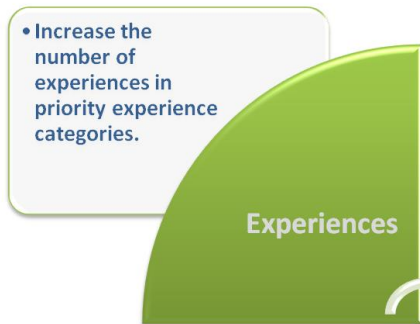 • Increase the
number of
experiences in
priority experience
categories.
Experiences